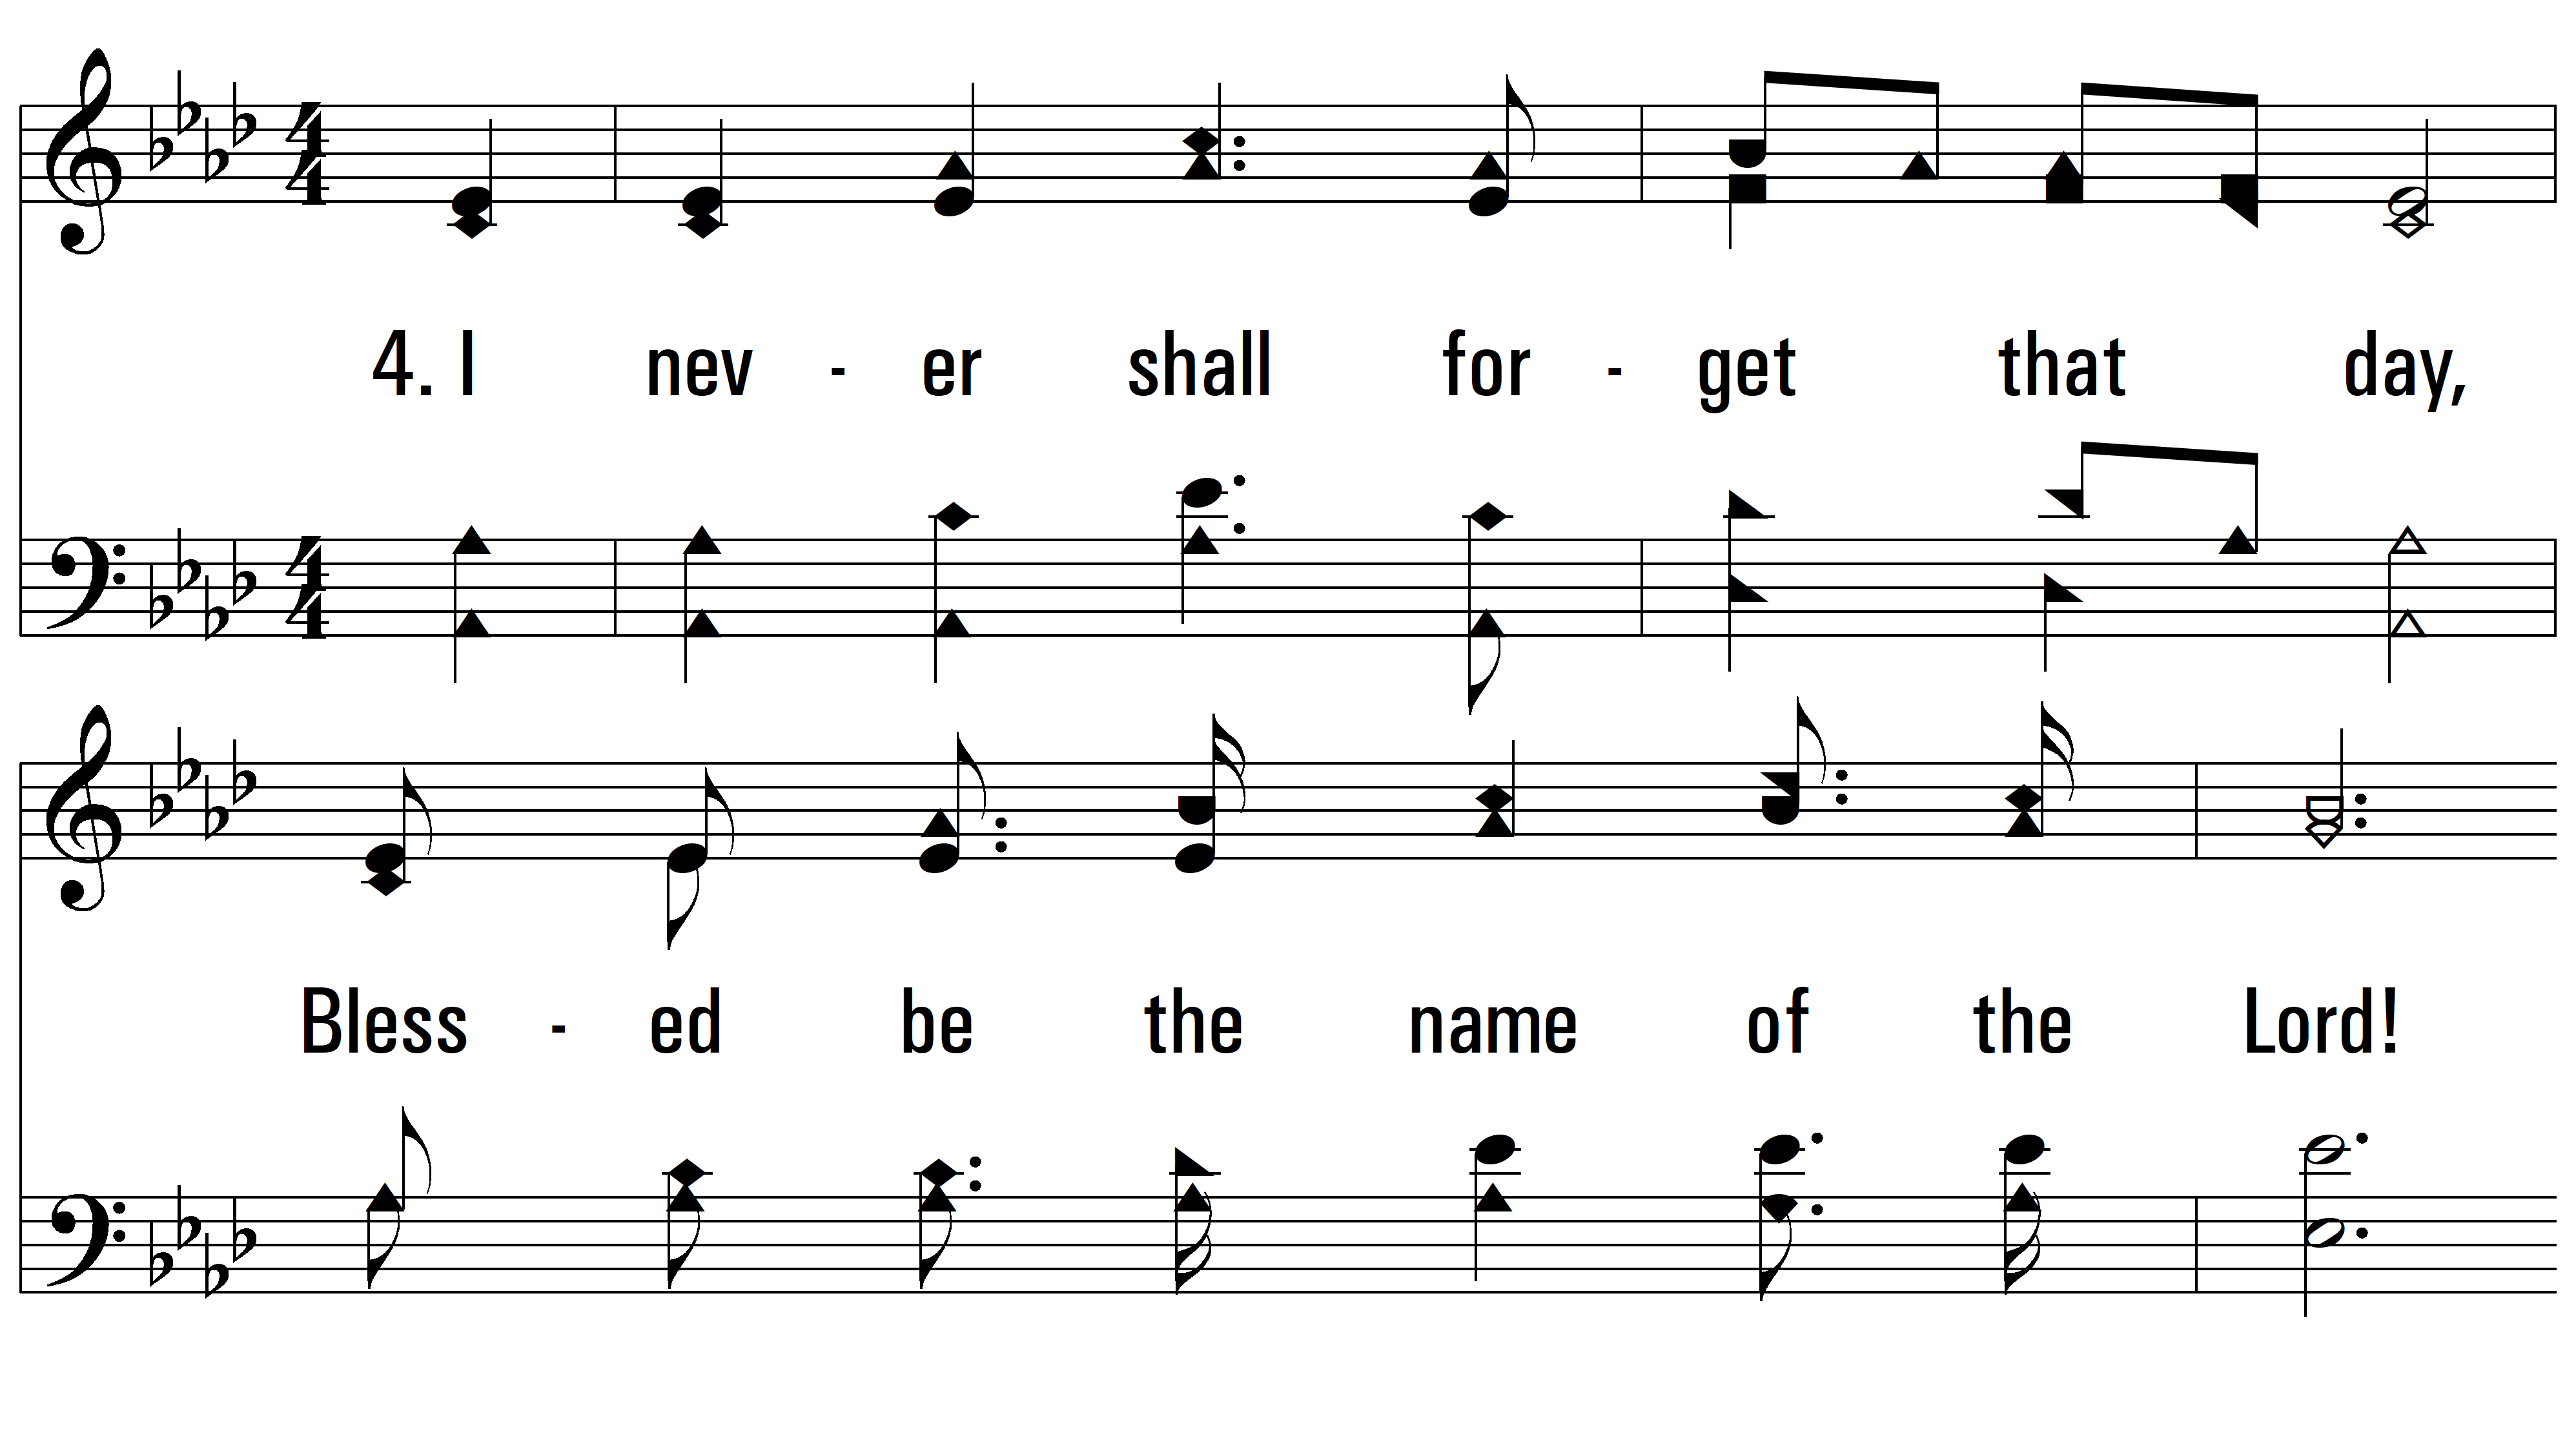 4. I nev - er shall for - get that day,
Bless - ed be the name of the Lord!